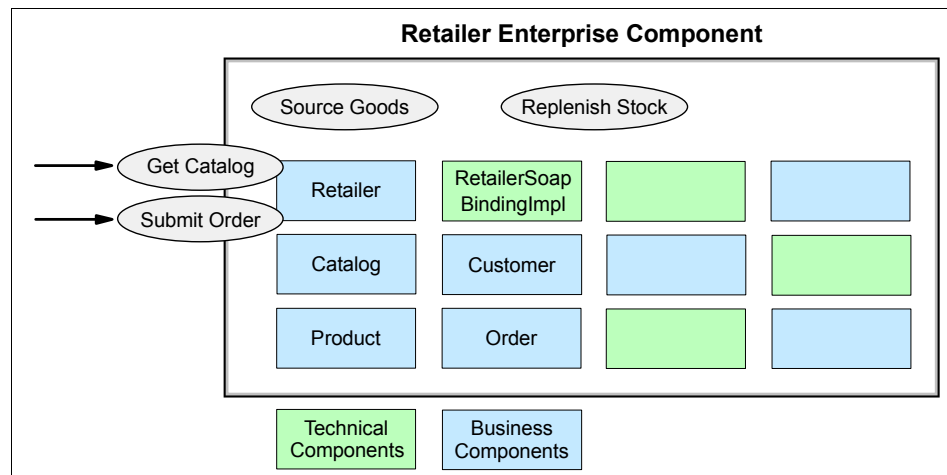 Retailer Enterprise Component
Source Goods
Replenish Stock
Get Catalog
Submit Order
Retailer
RetailerSoap
BindingImpl
Catalog
Customer
Product
Order
Technical
Components
Business
Components